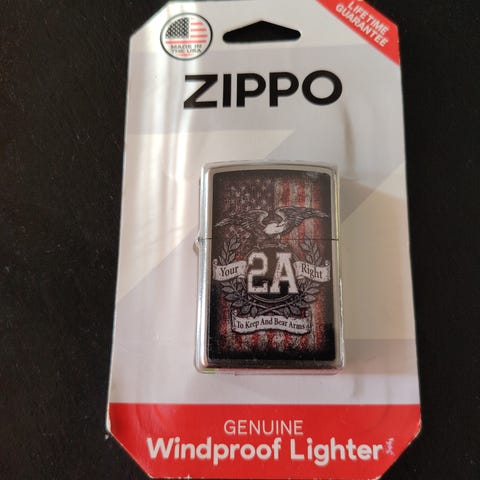 MADE IN
THE USA
LIFETIME
GUARANTEE
ZIPPO
2A
Your Right
To Keep And Bear Arms
GENUINE
Windproof Lighter